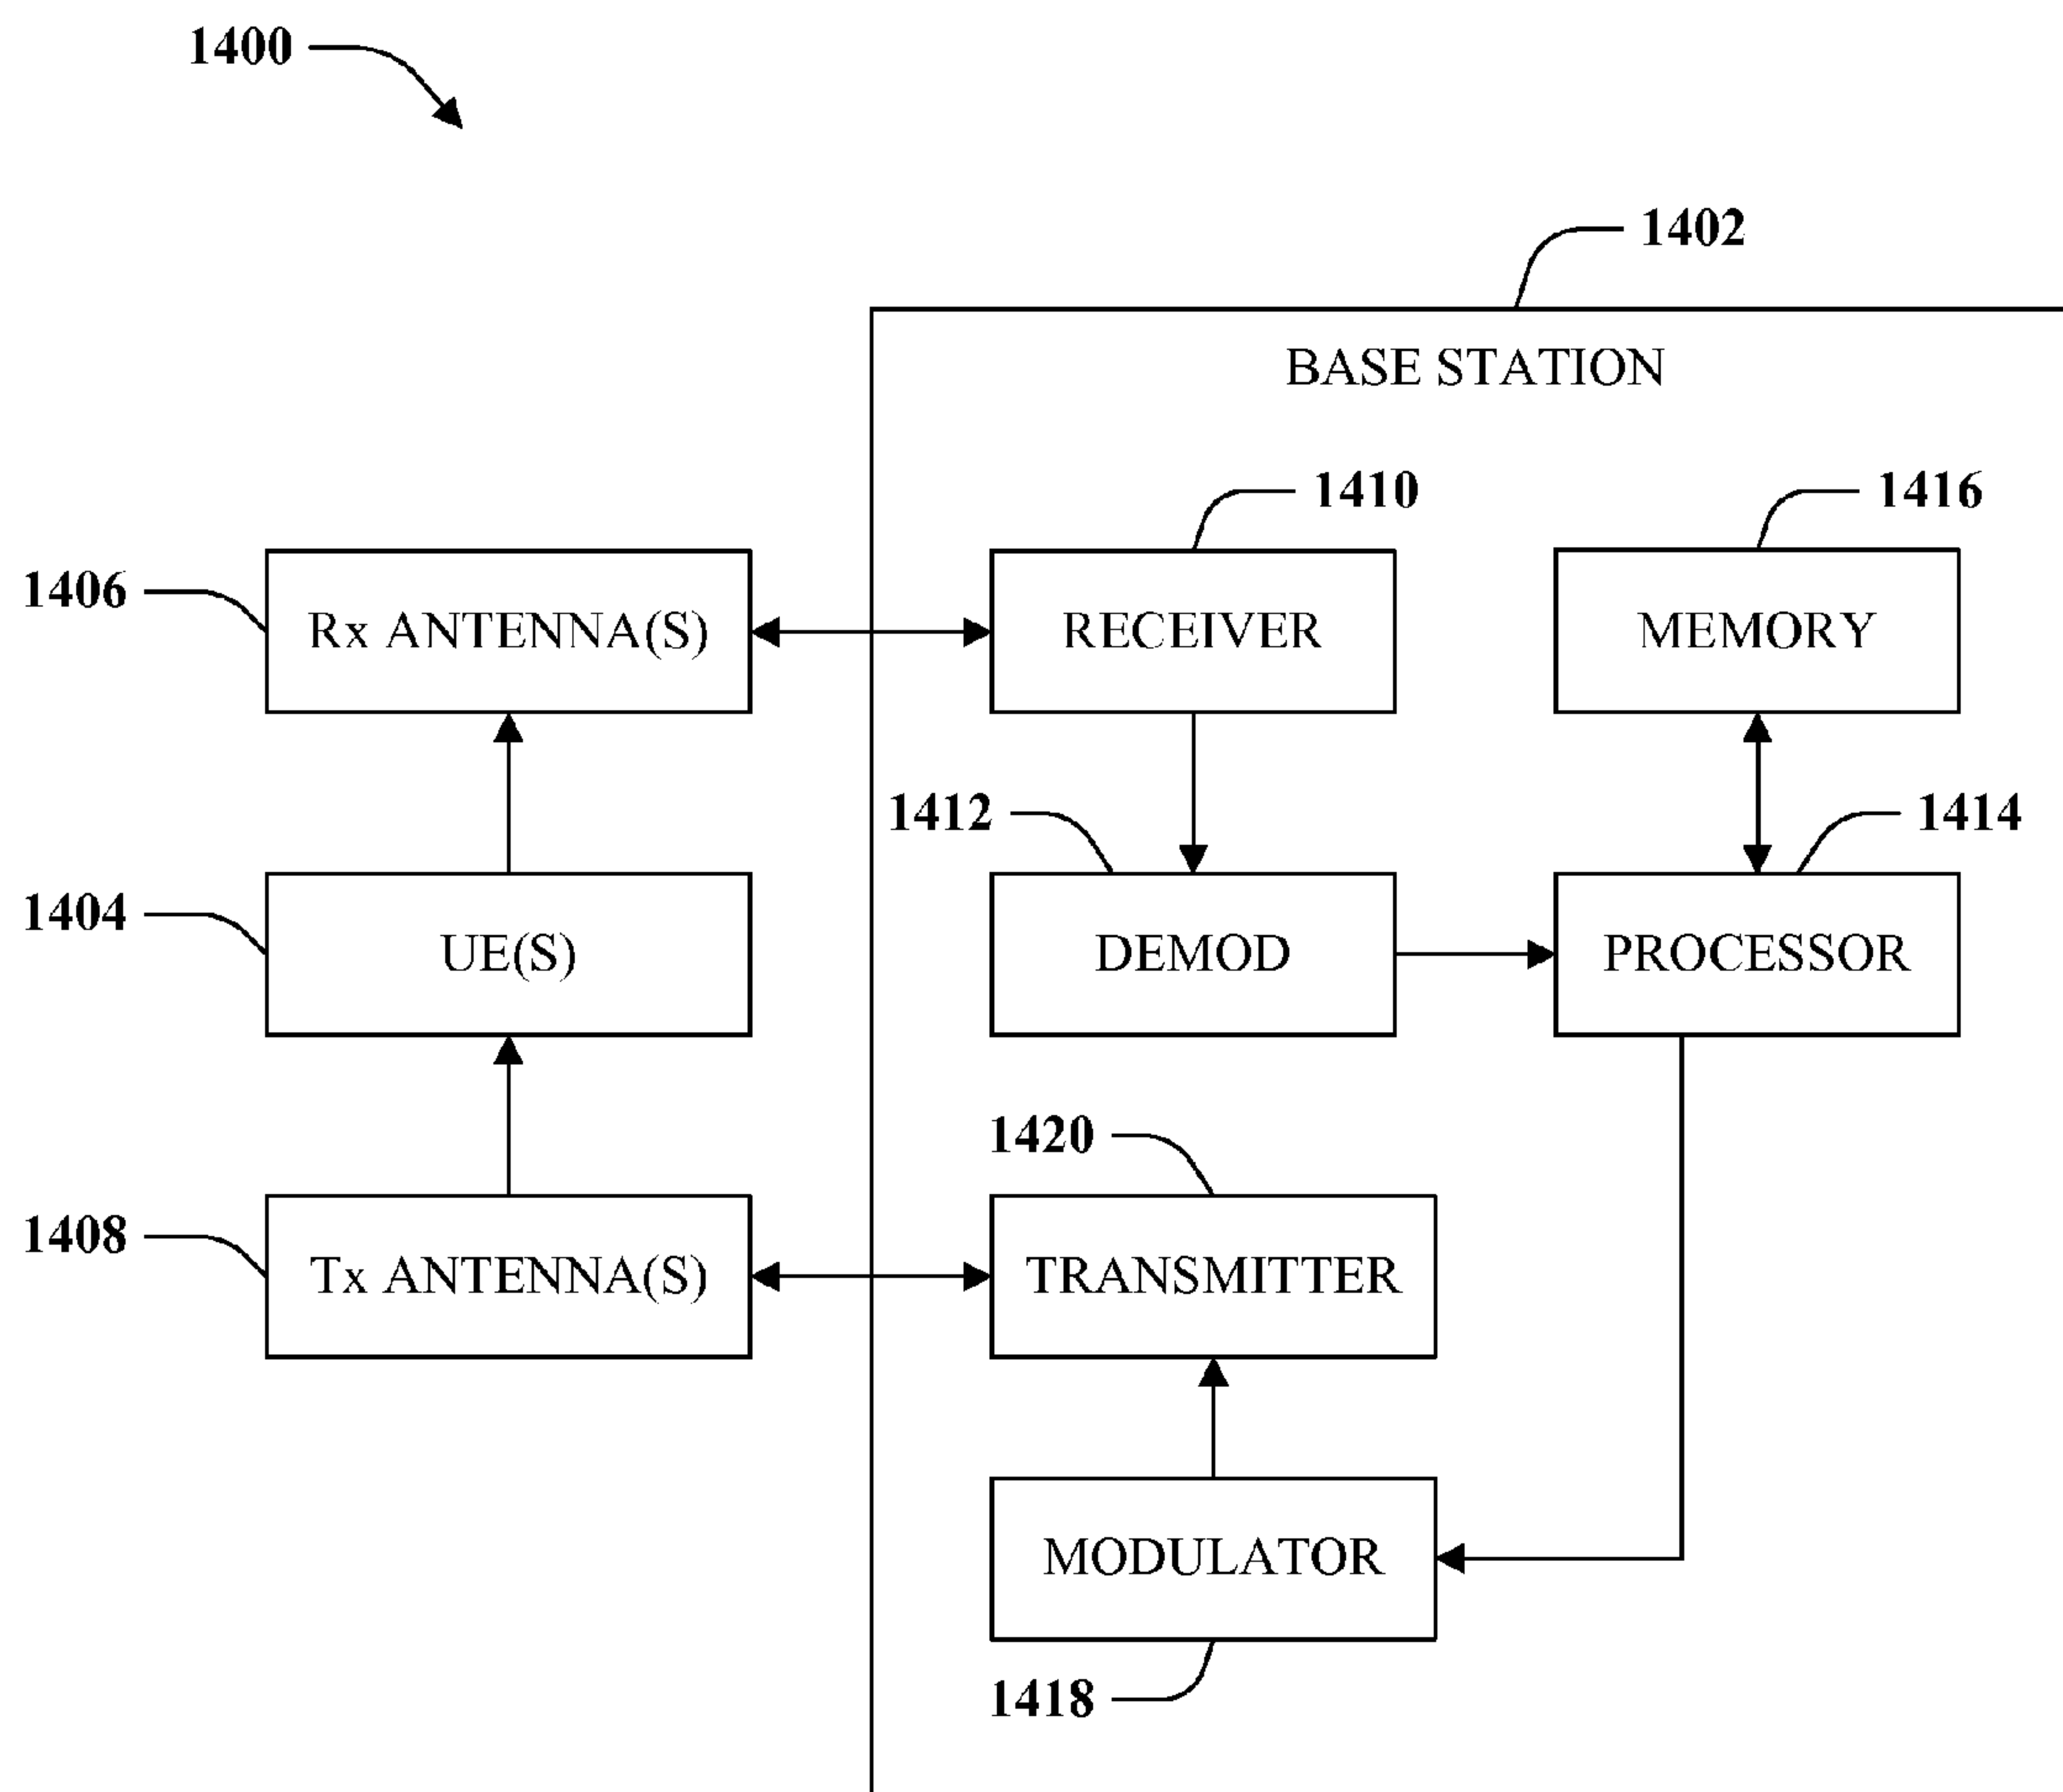 1400
1402
BASE STATION
1410
1416
1406
Rx ANTENNA(S)
RECEIVER
MEMORY
1412
1414
1404
UE(S)
DEMOD
PROCESSOR
1420
1408
Tx ANTENNA(S)
TRANSMITTER
MODULATOR
1418